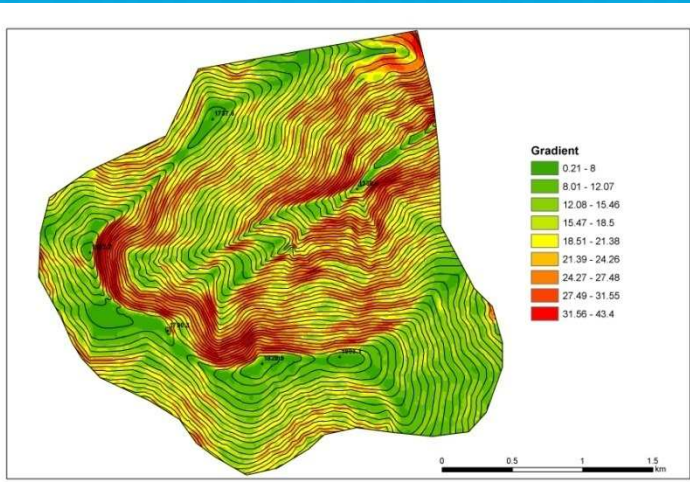 Gradient
0.21 - 8
8.01 - 12.07
12.08 - 15.46
15.47 - 18.5
18.51 - 21.38
21.39 - 24.26
24.27 - 27.48
27.49 - 31.55
31.56 - 43.4
0 0.5 1 1.5
km